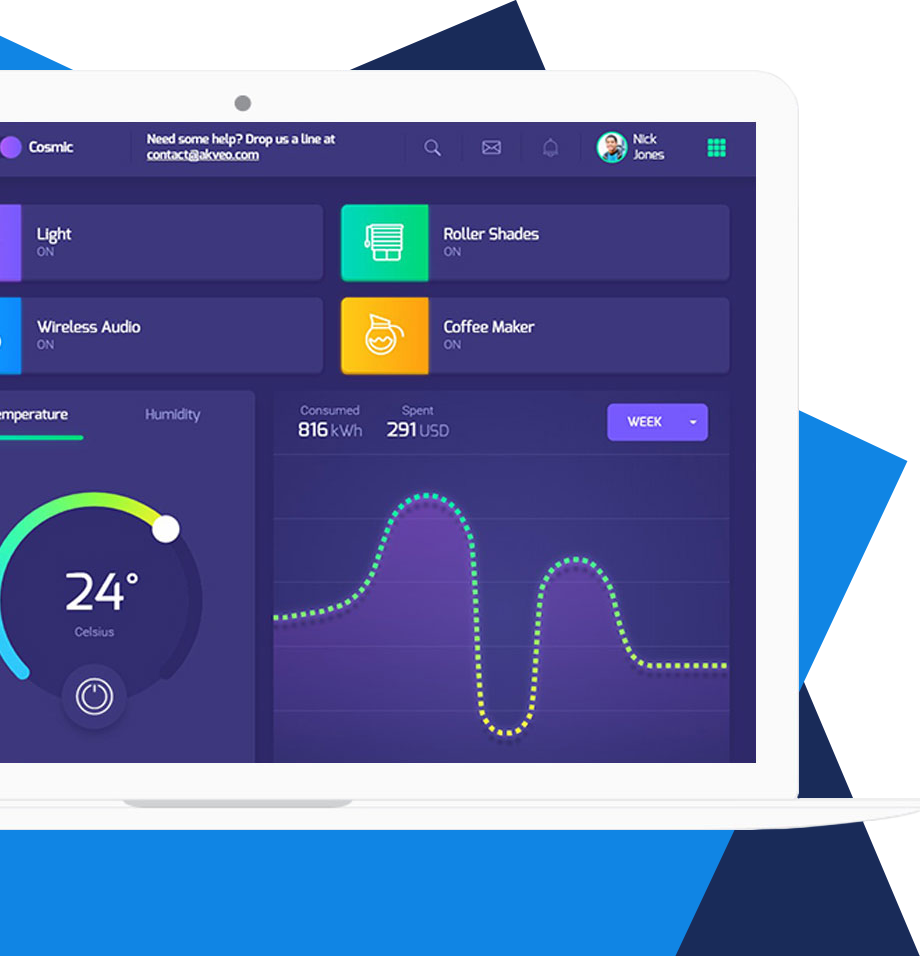 Cosmic
Need some help? Drop us a line at
contact@akveo.com
Nick
Jones
Light
ON
Roller Shades
ON
Wireless Audio
ON
Coffee Maker
ON
emperature
Humidity
Consumed
816 kWh
Spent
291 USD
WEEK
24°
Celsius